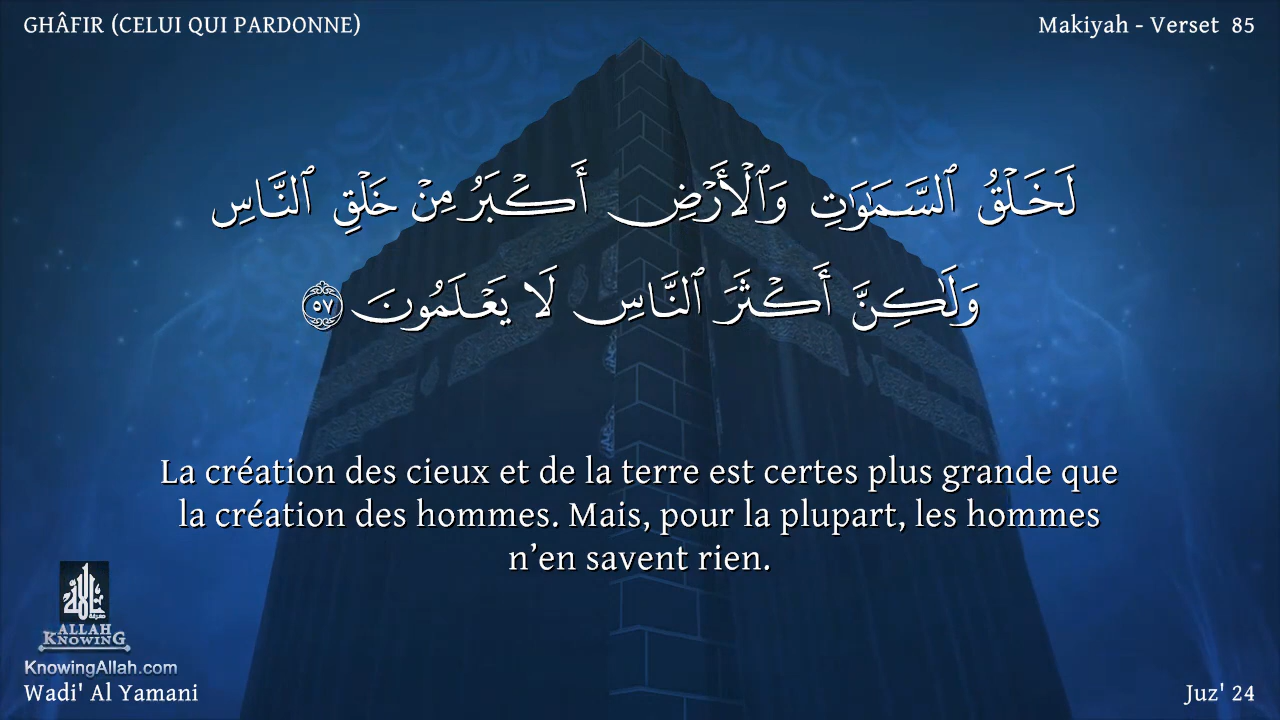 GHÂFIR (CELUI QUI PARDONNE)
Makiyah - Verset 85
لَخَلْقُ ٱلسَّمَـٰوَٰتِ وَٱلْأَرْضِ أَكْبَرُ مِنْ خَلْقِ ٱلنَّاسِ
وَلَـٰكِنَّ أَكْثَرَ ٱلنَّاسِ لَا يَعْلَمُونَ ٥٧
La création des cieux et de la terre est certes plus grande que
la création des hommes. Mais, pour la plupart, les hommes
n’en savent rien.
ALLAH
KNOWING
KnowingAllah.com
Wadi' Al Yamani
Juz' 24